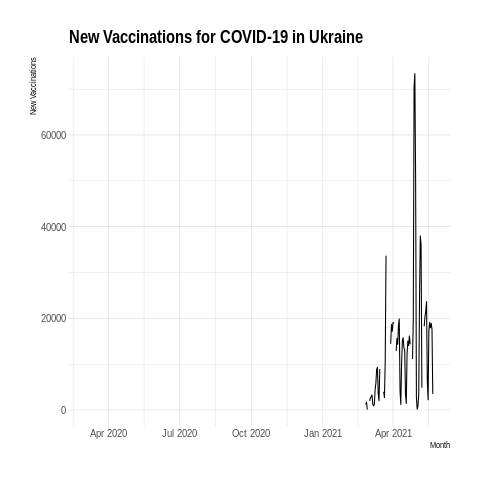 New Vaccinations for COVID-19 in Ukraine
New Vaccinations
60000
40000
20000
0
Apr 2020 Jul 2020 Oct 2020 Jan 2021 Apr 2021
Month